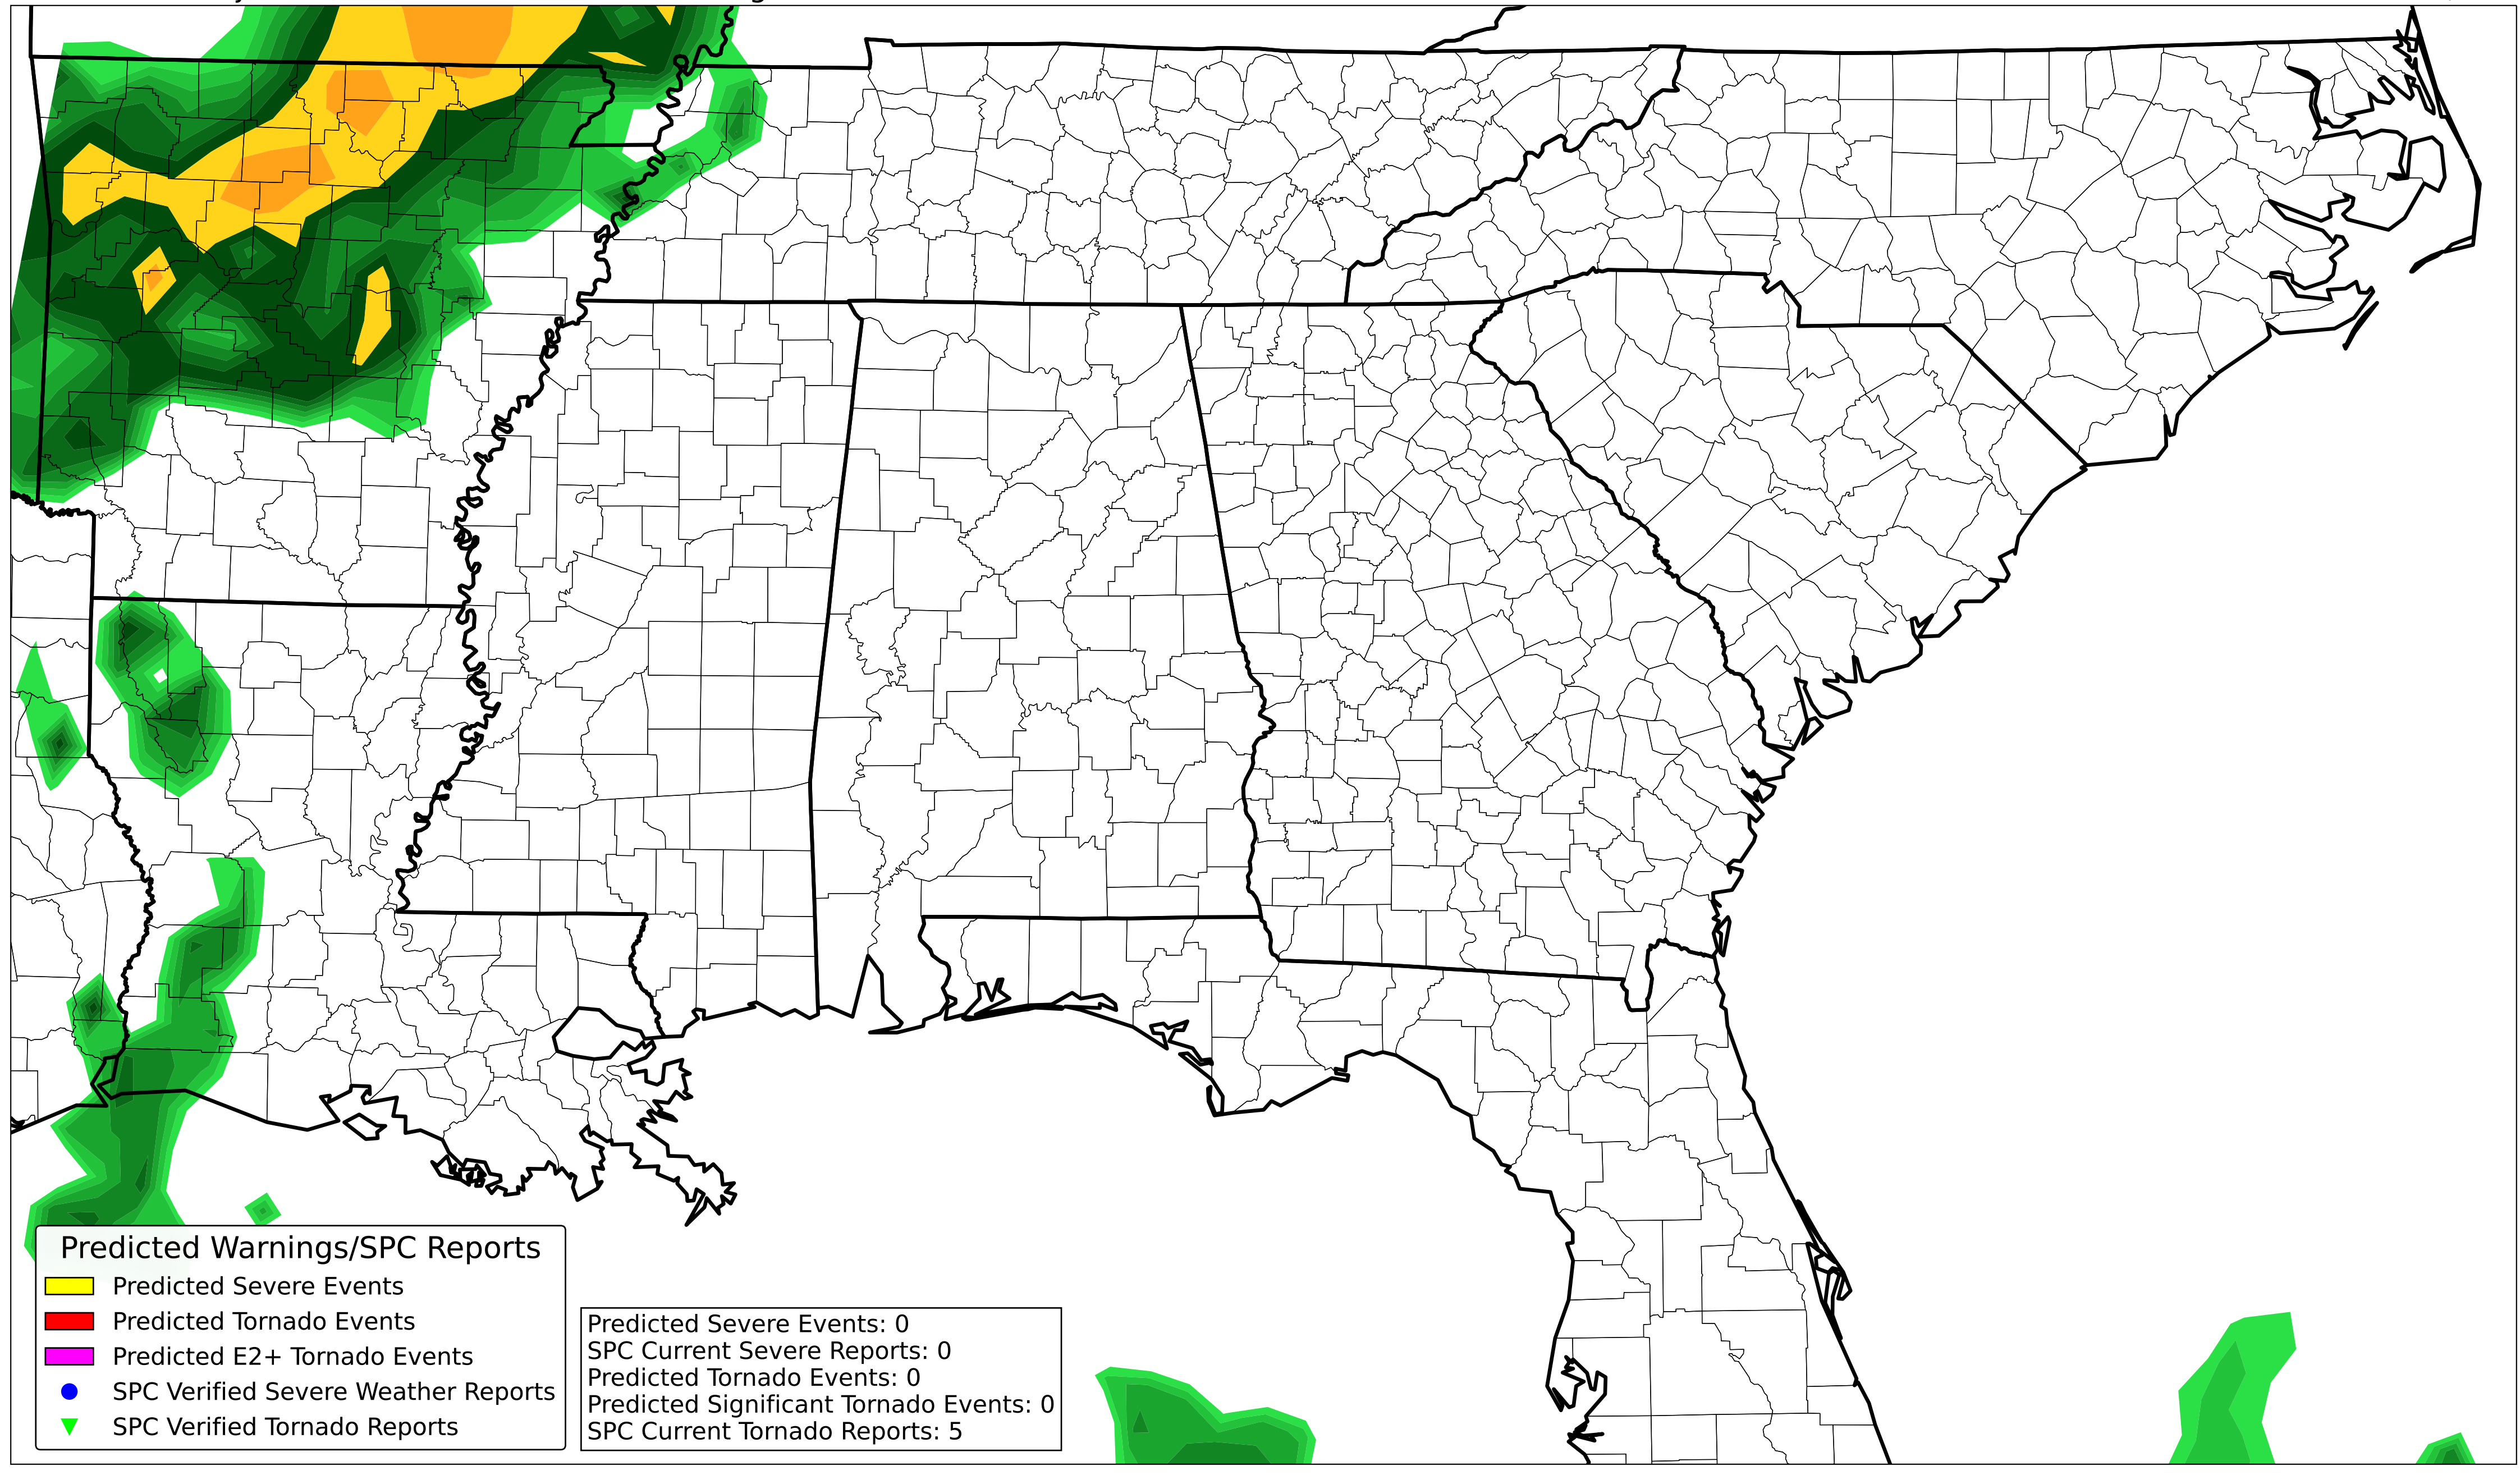 Predicted Warnings/SPC Reports
Predicted Severe Events
Predicted Tornado Events
Predicted E2+ Tornado Events
SPC Verified Severe Weather Reports
SPC Verified Tornado Reports
Predicted Severe Events: 0
SPC Current Severe Reports: 0
Predicted Tornado Events: 0
Predicted Significant Tornado Events: 0
SPC Current Tornado Reports: 5